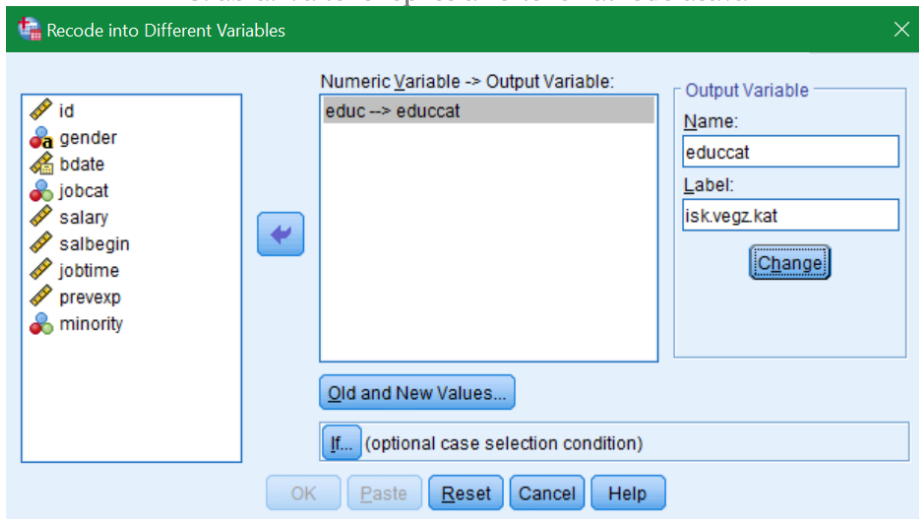 Recode into Different Variables
Numeric Variable -> Output Variable:
id
gender
bdate
jobcat
salary
salbegin
jobtime
prevexp
minority
educ --> educcat
Output Variable
Name:
educcat
Label:
isk.vegz.kat
Change
Old and New Values...
If... (optional case selection condition)
OK Paste Reset Cancel Help